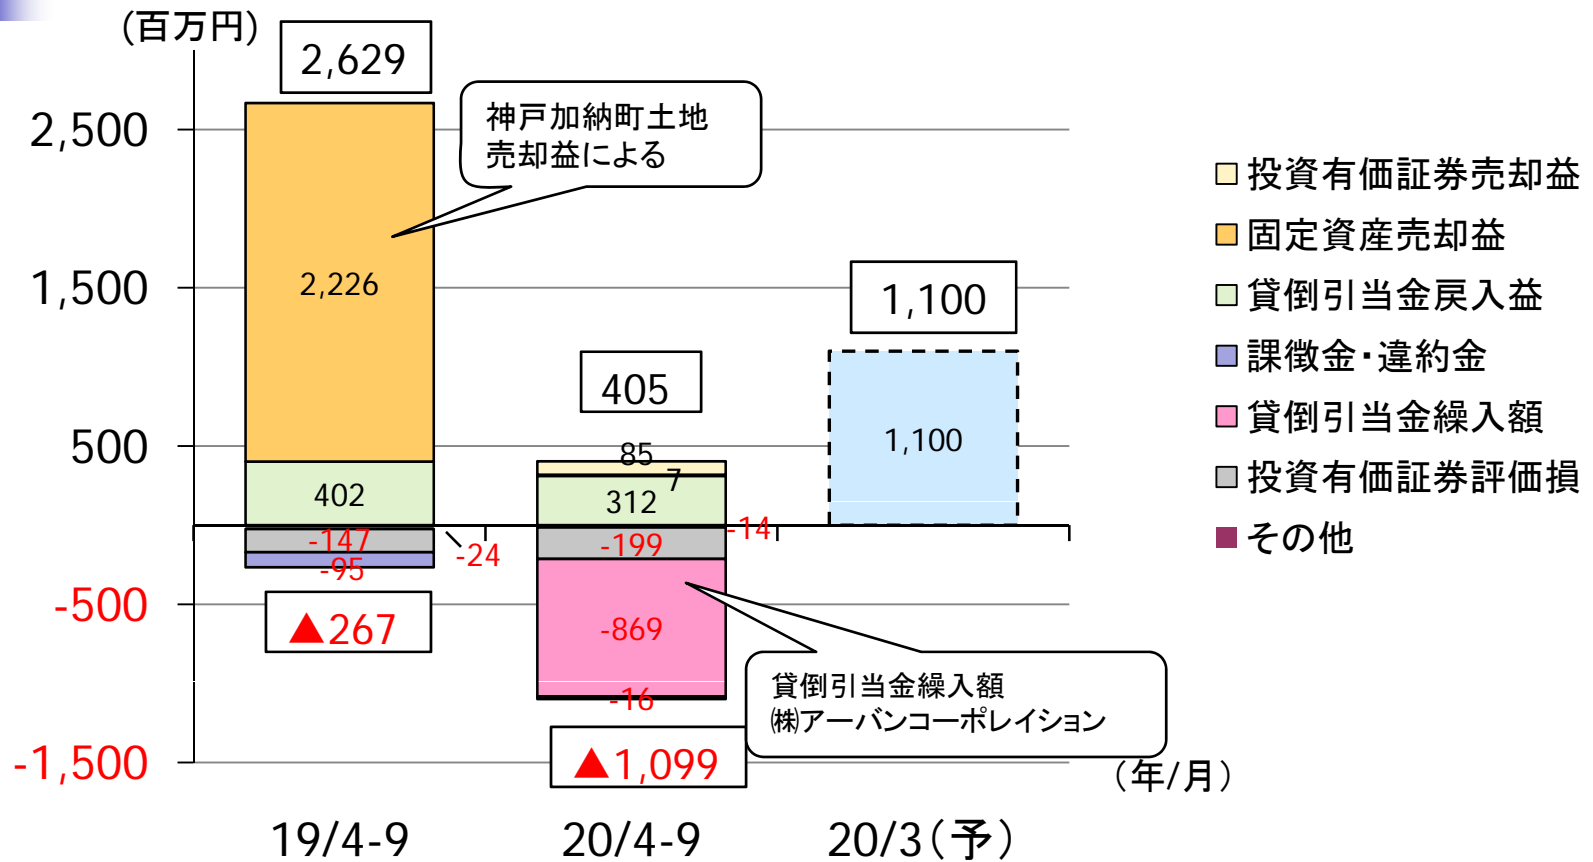 (百万円)
2,629
神戸加納町土地
売却益による
2,500
1,500
500
-500
-1,500
2,226
402
-147
-95
-24
▲267
405
85
7
312
-14
-199
-869
-16
▲1,099
1,100
1,100
貸倒引当金繰入額
㈱アーバンコーポレイション
(年/月)
19/4-9
20/4-9
20/3(予)
投資有価証券売却益
固定資産売却益
貸倒引当金戻入益
課徴金・違約金
貸倒引当金繰入額
投資有価証券評価損
その他